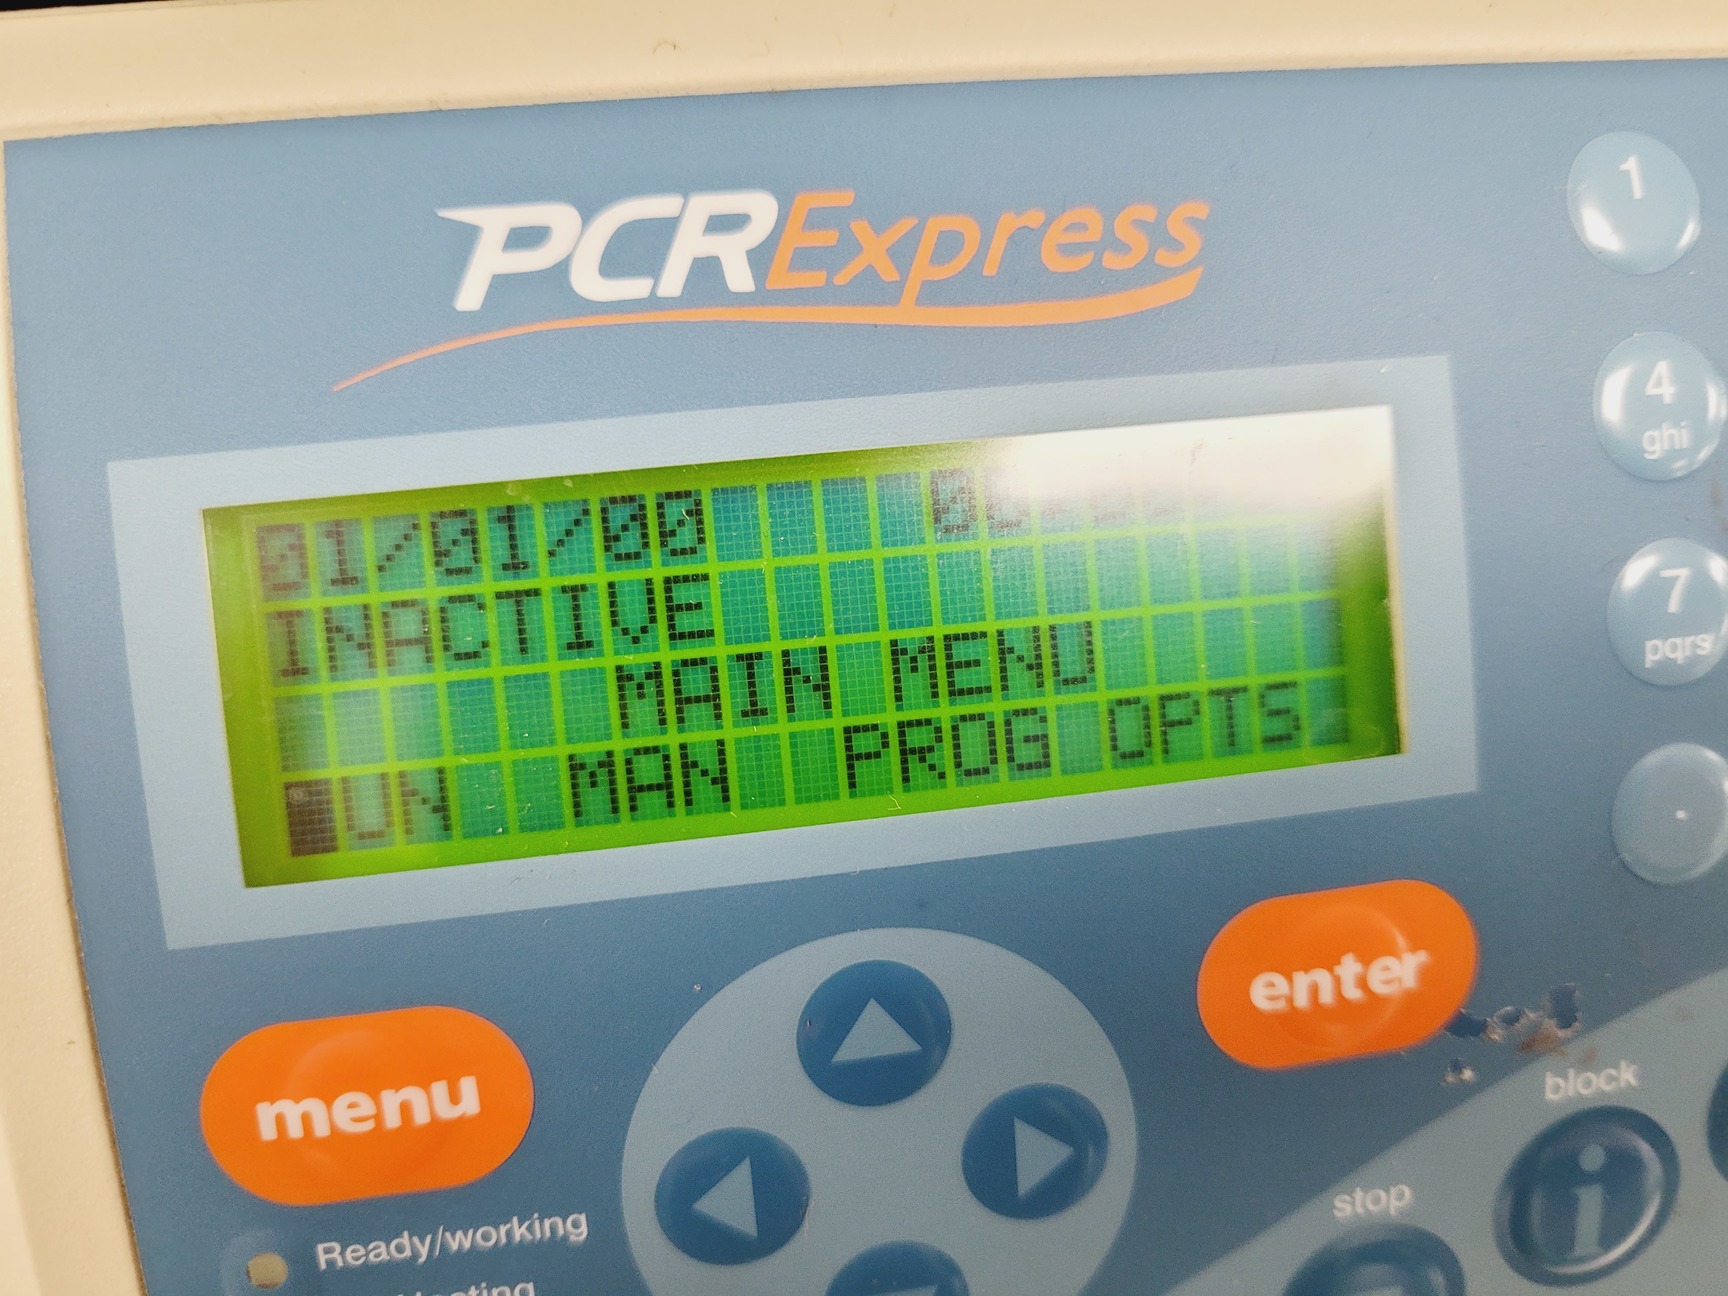 PCRExpress
01/01/00
INACTIVE
MAIN MENU
UN MAN PROG OPTS
1
4
ghi
7
pqrs
.
enter
menu
block
stop
Ready/working